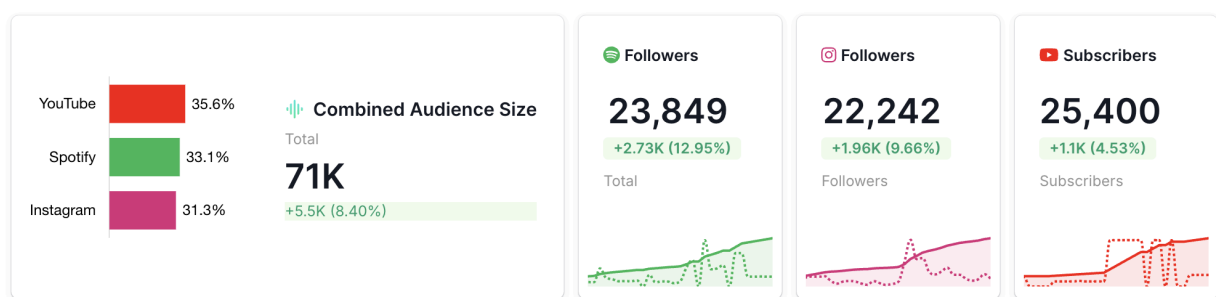 YouTube 35.6%
Spotify 33.1%
Instagram 31.3%
Combined Audience Size
Total
71K
+5.5K (8.40%)
Followers
23,849
+2.73K (12.95%)
Total
Followers
22,242
+1.96K (9.66%)
Followers
Subscribers
25,400
+1.1K (4.53%)
Subscribers